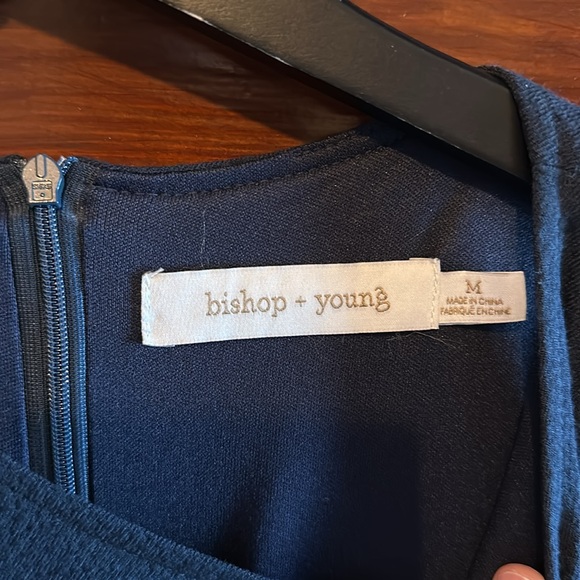 bishop + young
M
MADE IN CHINA
FABRIQUÉ EN CHINE